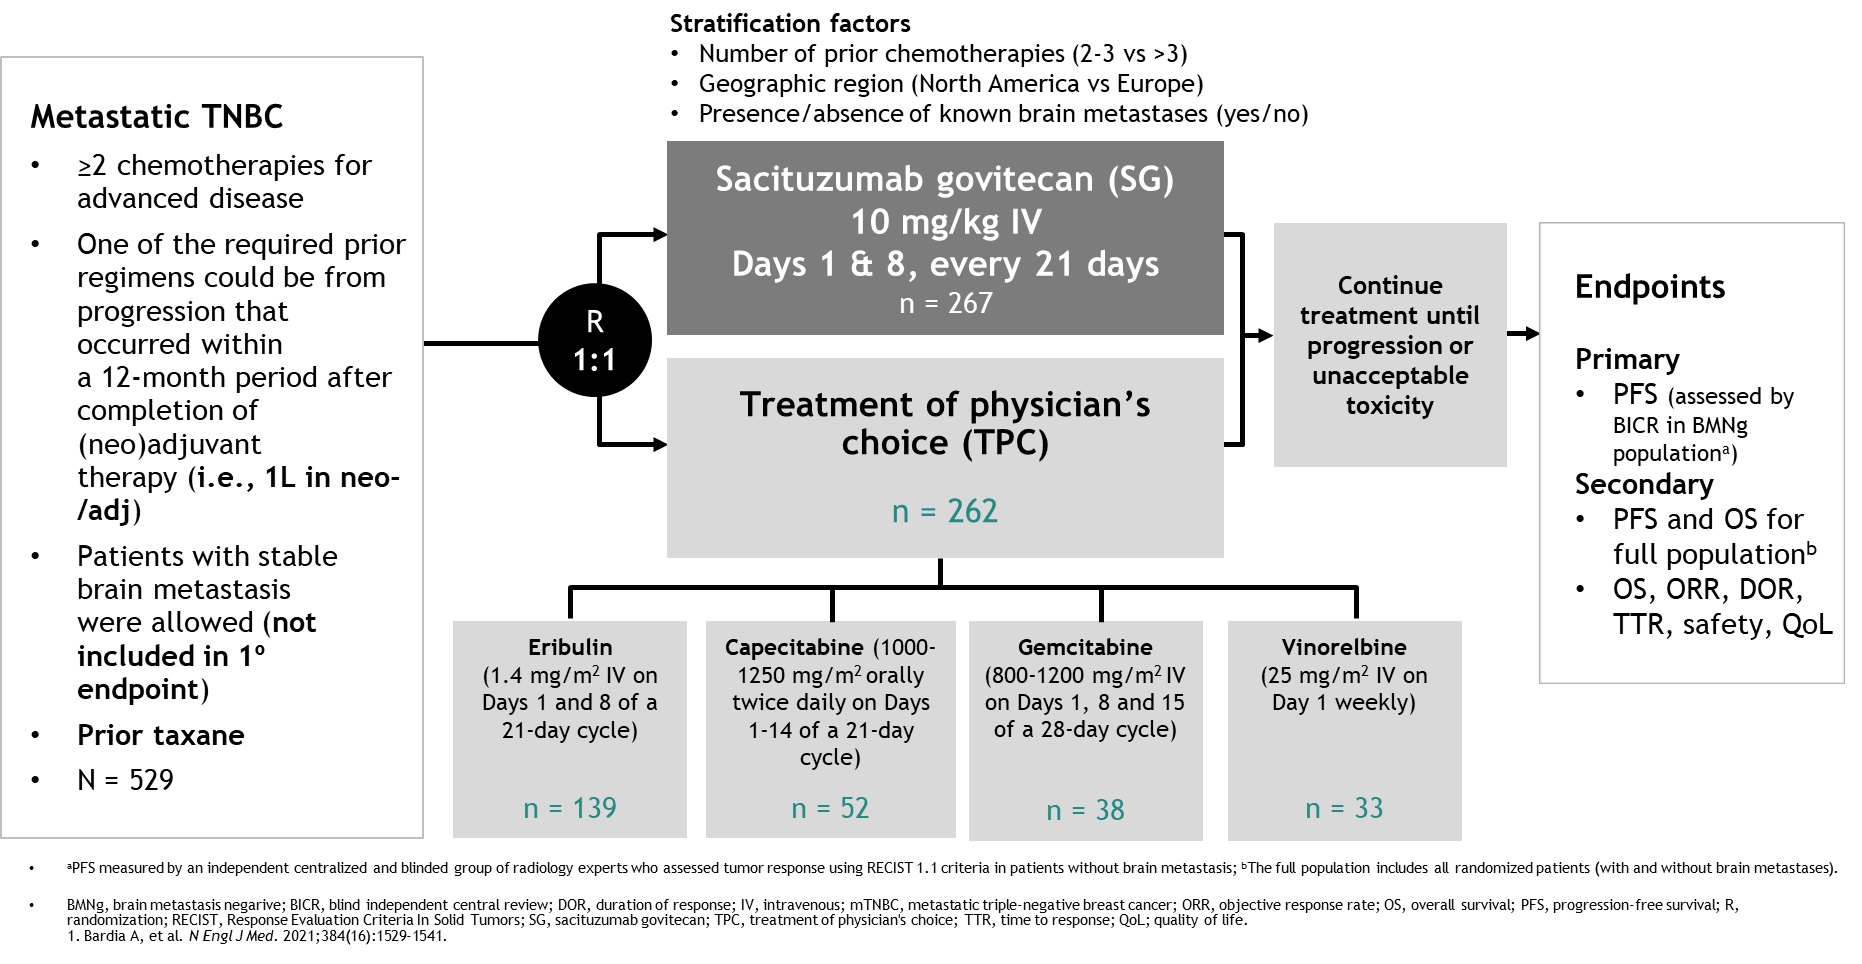 Stratification factors
• Number of prior chemotherapies (2-3 vs >3)
• Geographic region (North America vs Europe)
• Presence/absence of known brain metastases (yes/no)
Metastatic TNBC
• ≥2 chemotherapies for
advanced disease
• One of the required prior
regimens could be from
progression that
occurred within
a 12-month period after
completion of
(neo)adjuvant
therapy (i.e., 1L in neo-
/adj)
• Patients with stable
brain metastasis
were allowed (not
included in 1º
endpoint)
• Prior taxane
• N = 529
R
1:1
Sacituzumab govitecan (SG)
10 mg/kg IV
Days 1 & 8, every 21 days
n = 267
Treatment of physician’s
choice (TPC)
n = 262
Eribulin
(1.4 mg/m² IV on
Days 1 and 8 of a
21-day cycle)
n = 139
Capecitabine (1000-
1250 mg/m² orally
twice daily on Days
1-14 of a 21-day
cycle)
n = 52
Gemcitabine
(800-1200 mg/m² IV
on Days 1, 8 and 15
of a 28-day cycle)
n = 38
Vinorelbine
(25 mg/m² IV on
Day 1 weekly)
n = 33
Continue
treatment until
progression or
unacceptable
toxicity
Endpoints
Primary
• PFS (assessed by
BICR in BMNg
populationᵃ)
Secondary
• PFS and OS for
full populationᵇ
• OS, ORR, DOR,
TTR, safety, QoL
• ᵃPFS measured by an independent centralized and blinded group of radiology experts who assessed tumor response using RECIST 1.1 criteria in patients without brain metastasis; ᵇThe full population includes all randomized patients (with and without brain metastases).
• BMNg, brain metastasis negarive; BICR, blind independent central review; DOR, duration of response; IV, intravenous; mTNBC, metastatic triple-negative breast cancer; ORR, objective response rate; OS, overall survival; PFS, progression-free survival; R,
randomization; RECIST, Response Evaluation Criteria In Solid Tumors; SG, sacituzumab govitecan; TPC, treatment of physician's choice; TTR, time to response; QoL; quality of life.
1. Bardia A, et al. N Engl J Med. 2021;384(16):1529-1541.